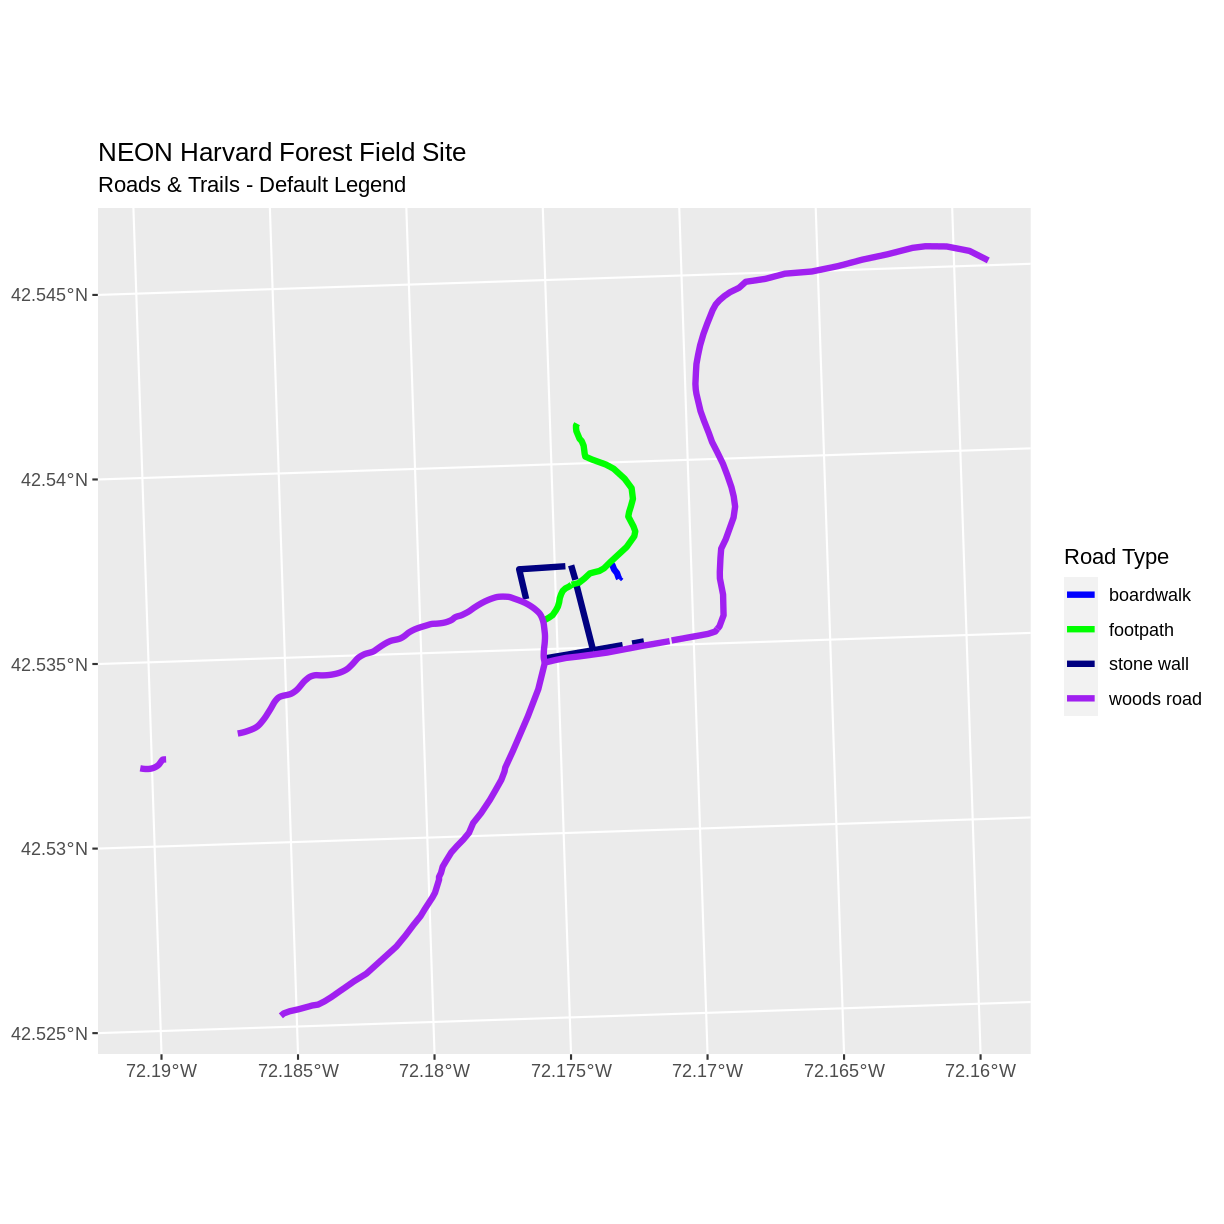 NEON Harvard Forest Field Site
Roads & Trails - Default Legend
42.545°N
42.54°N
42.535°N
42.53°N
42.525°N
72.19°W
72.185°W
72.18°W
72.175°W
72.17°W
72.165°W
72.16°W
Road Type
boardwalk
footpath
stone wall
woods road